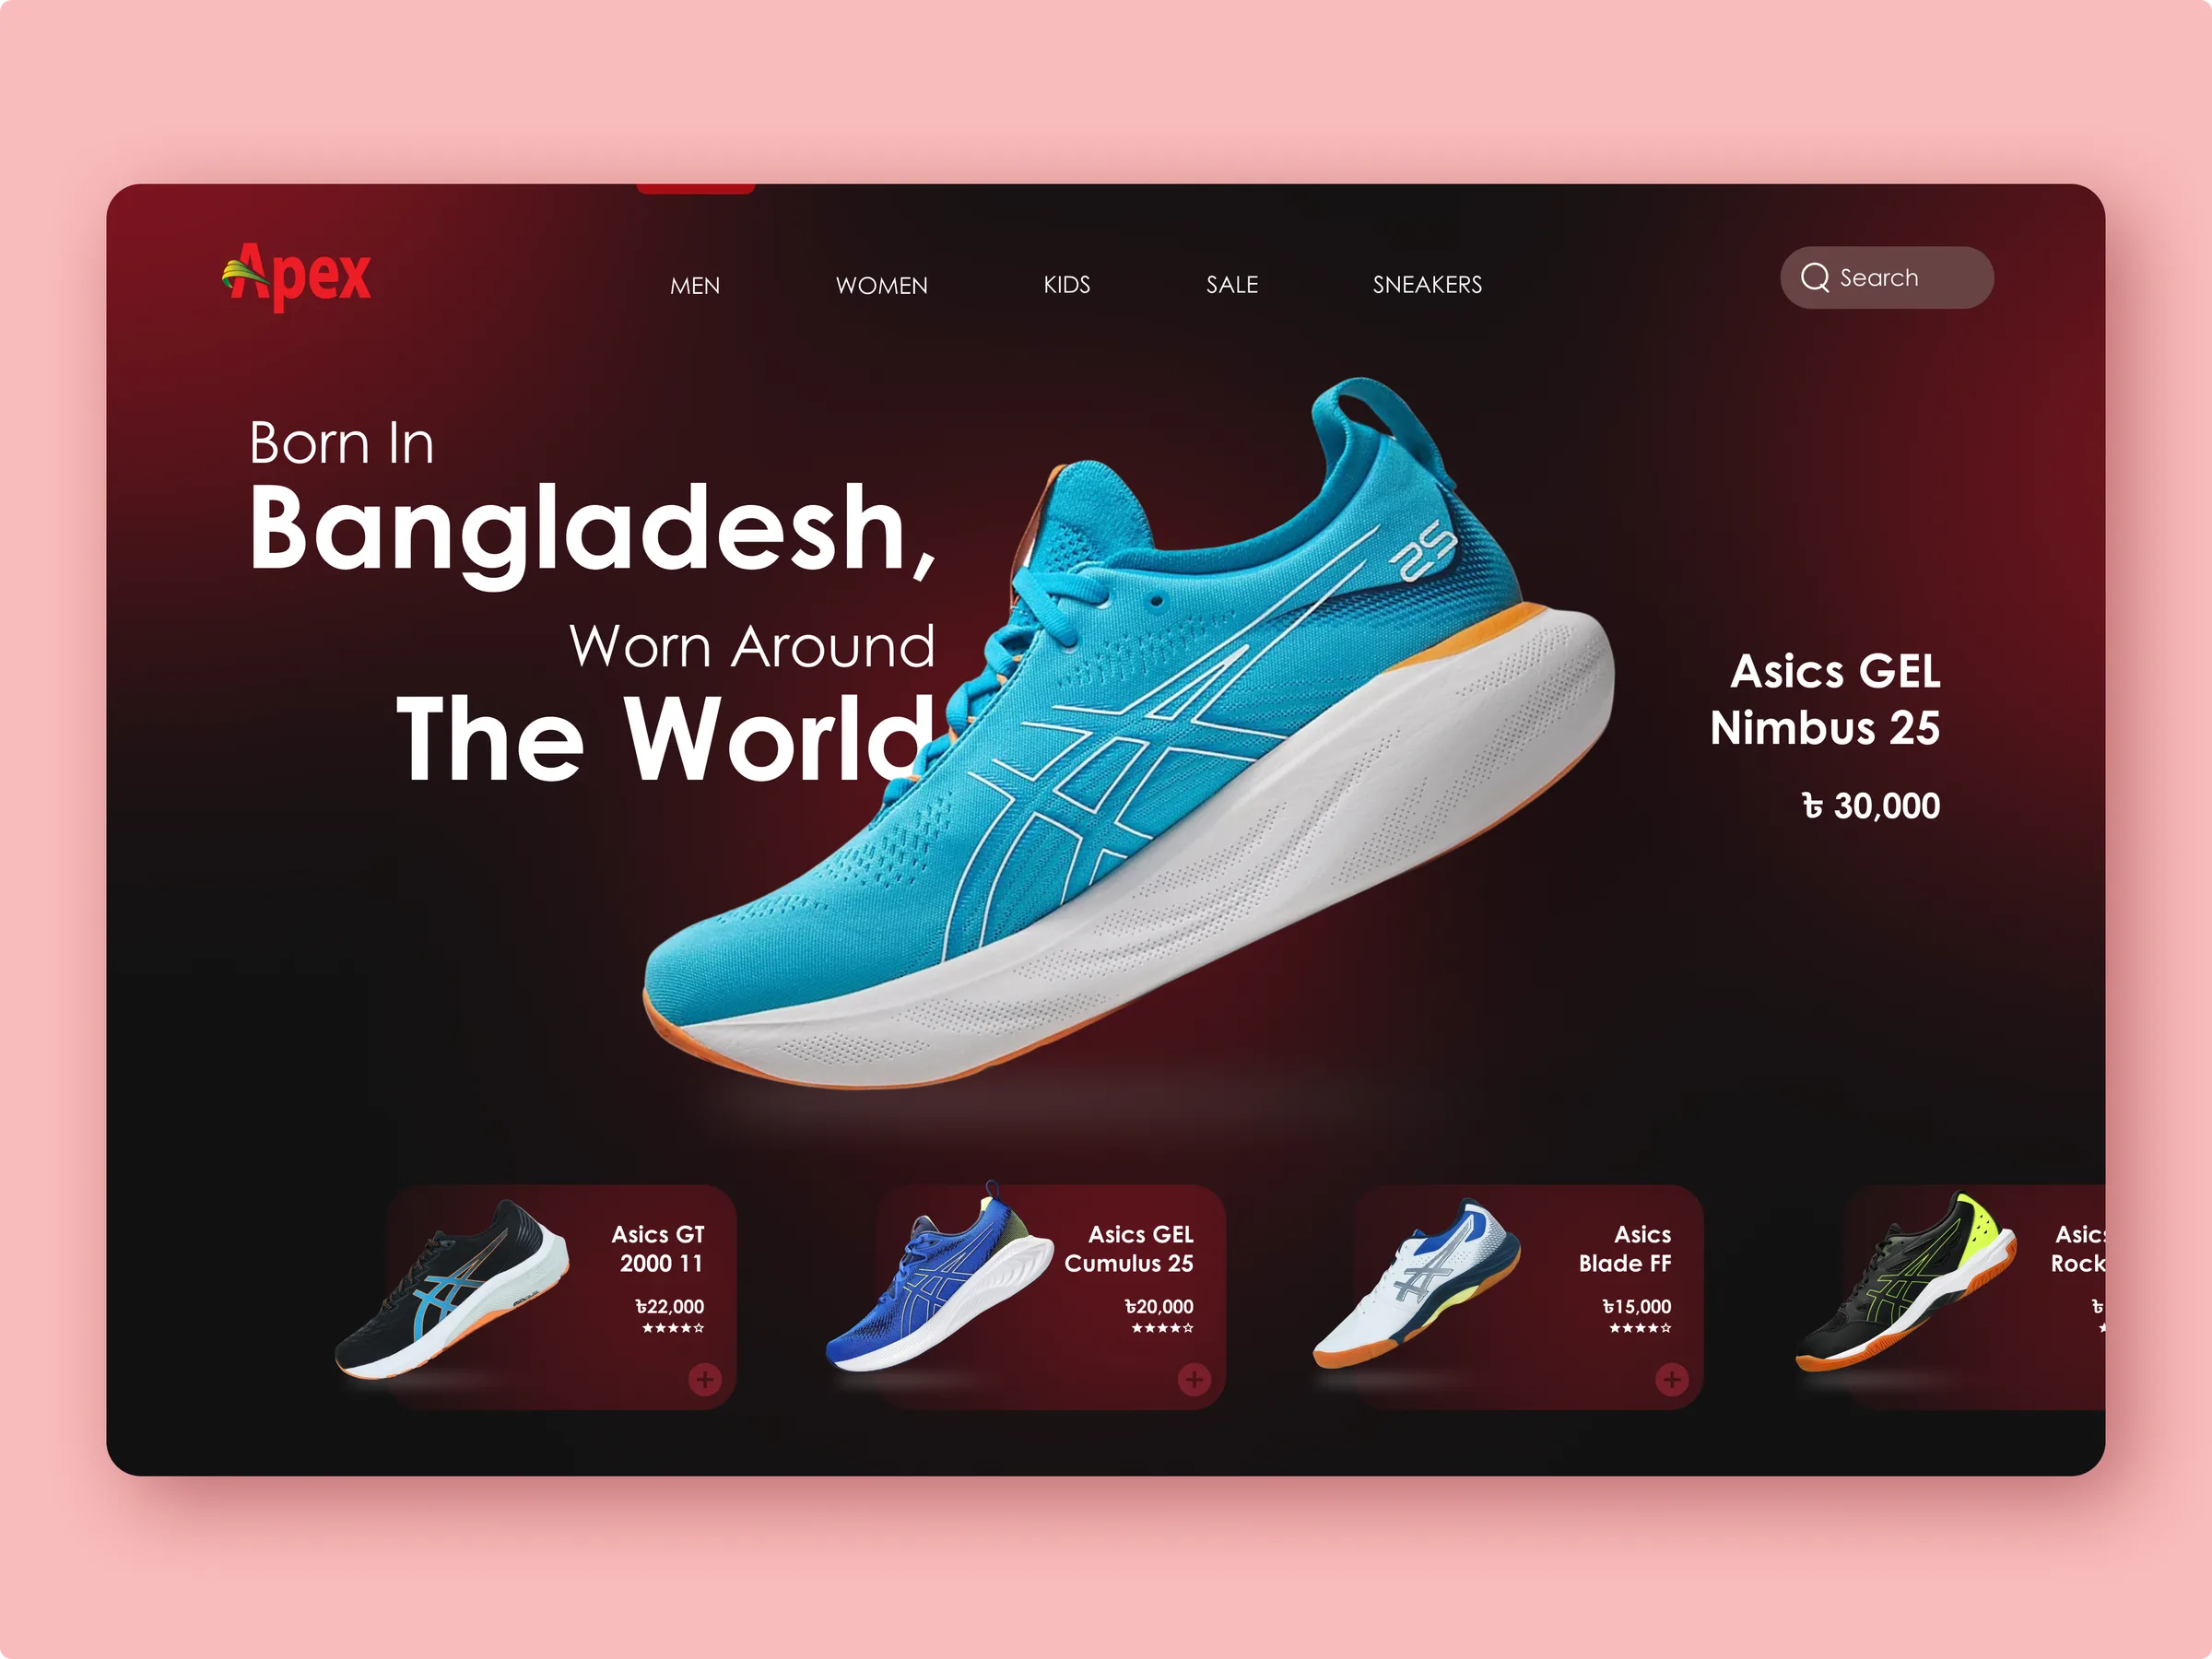 Apex
MEN WOMEN KIDS SALE SNEAKERS
Search
Born In
Bangladesh,
Worn Around
The World
25
Asics GEL
Nimbus 25
৳ 30,000
Asics GT
2000 11
৳22,000
Asics GEL
Cumulus 25
৳20,000
Asics
Blade FF
৳15,000
Asics
Rock
৳